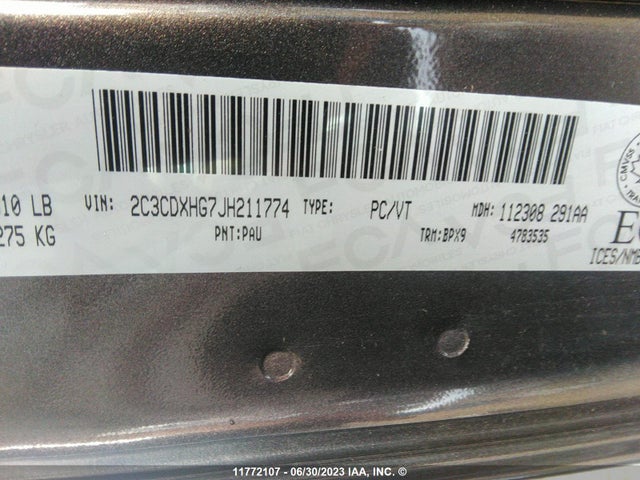 10 LB VIN: 2C3CDXHG7JH211774 TYPE: PC/VT MDH: 112308 291AA
275 KG PNT:PAU TRM:BPX9 4783535
CMVSS
ICES/NMB
11772107 - 06/30/2023 IAA, INC. ©